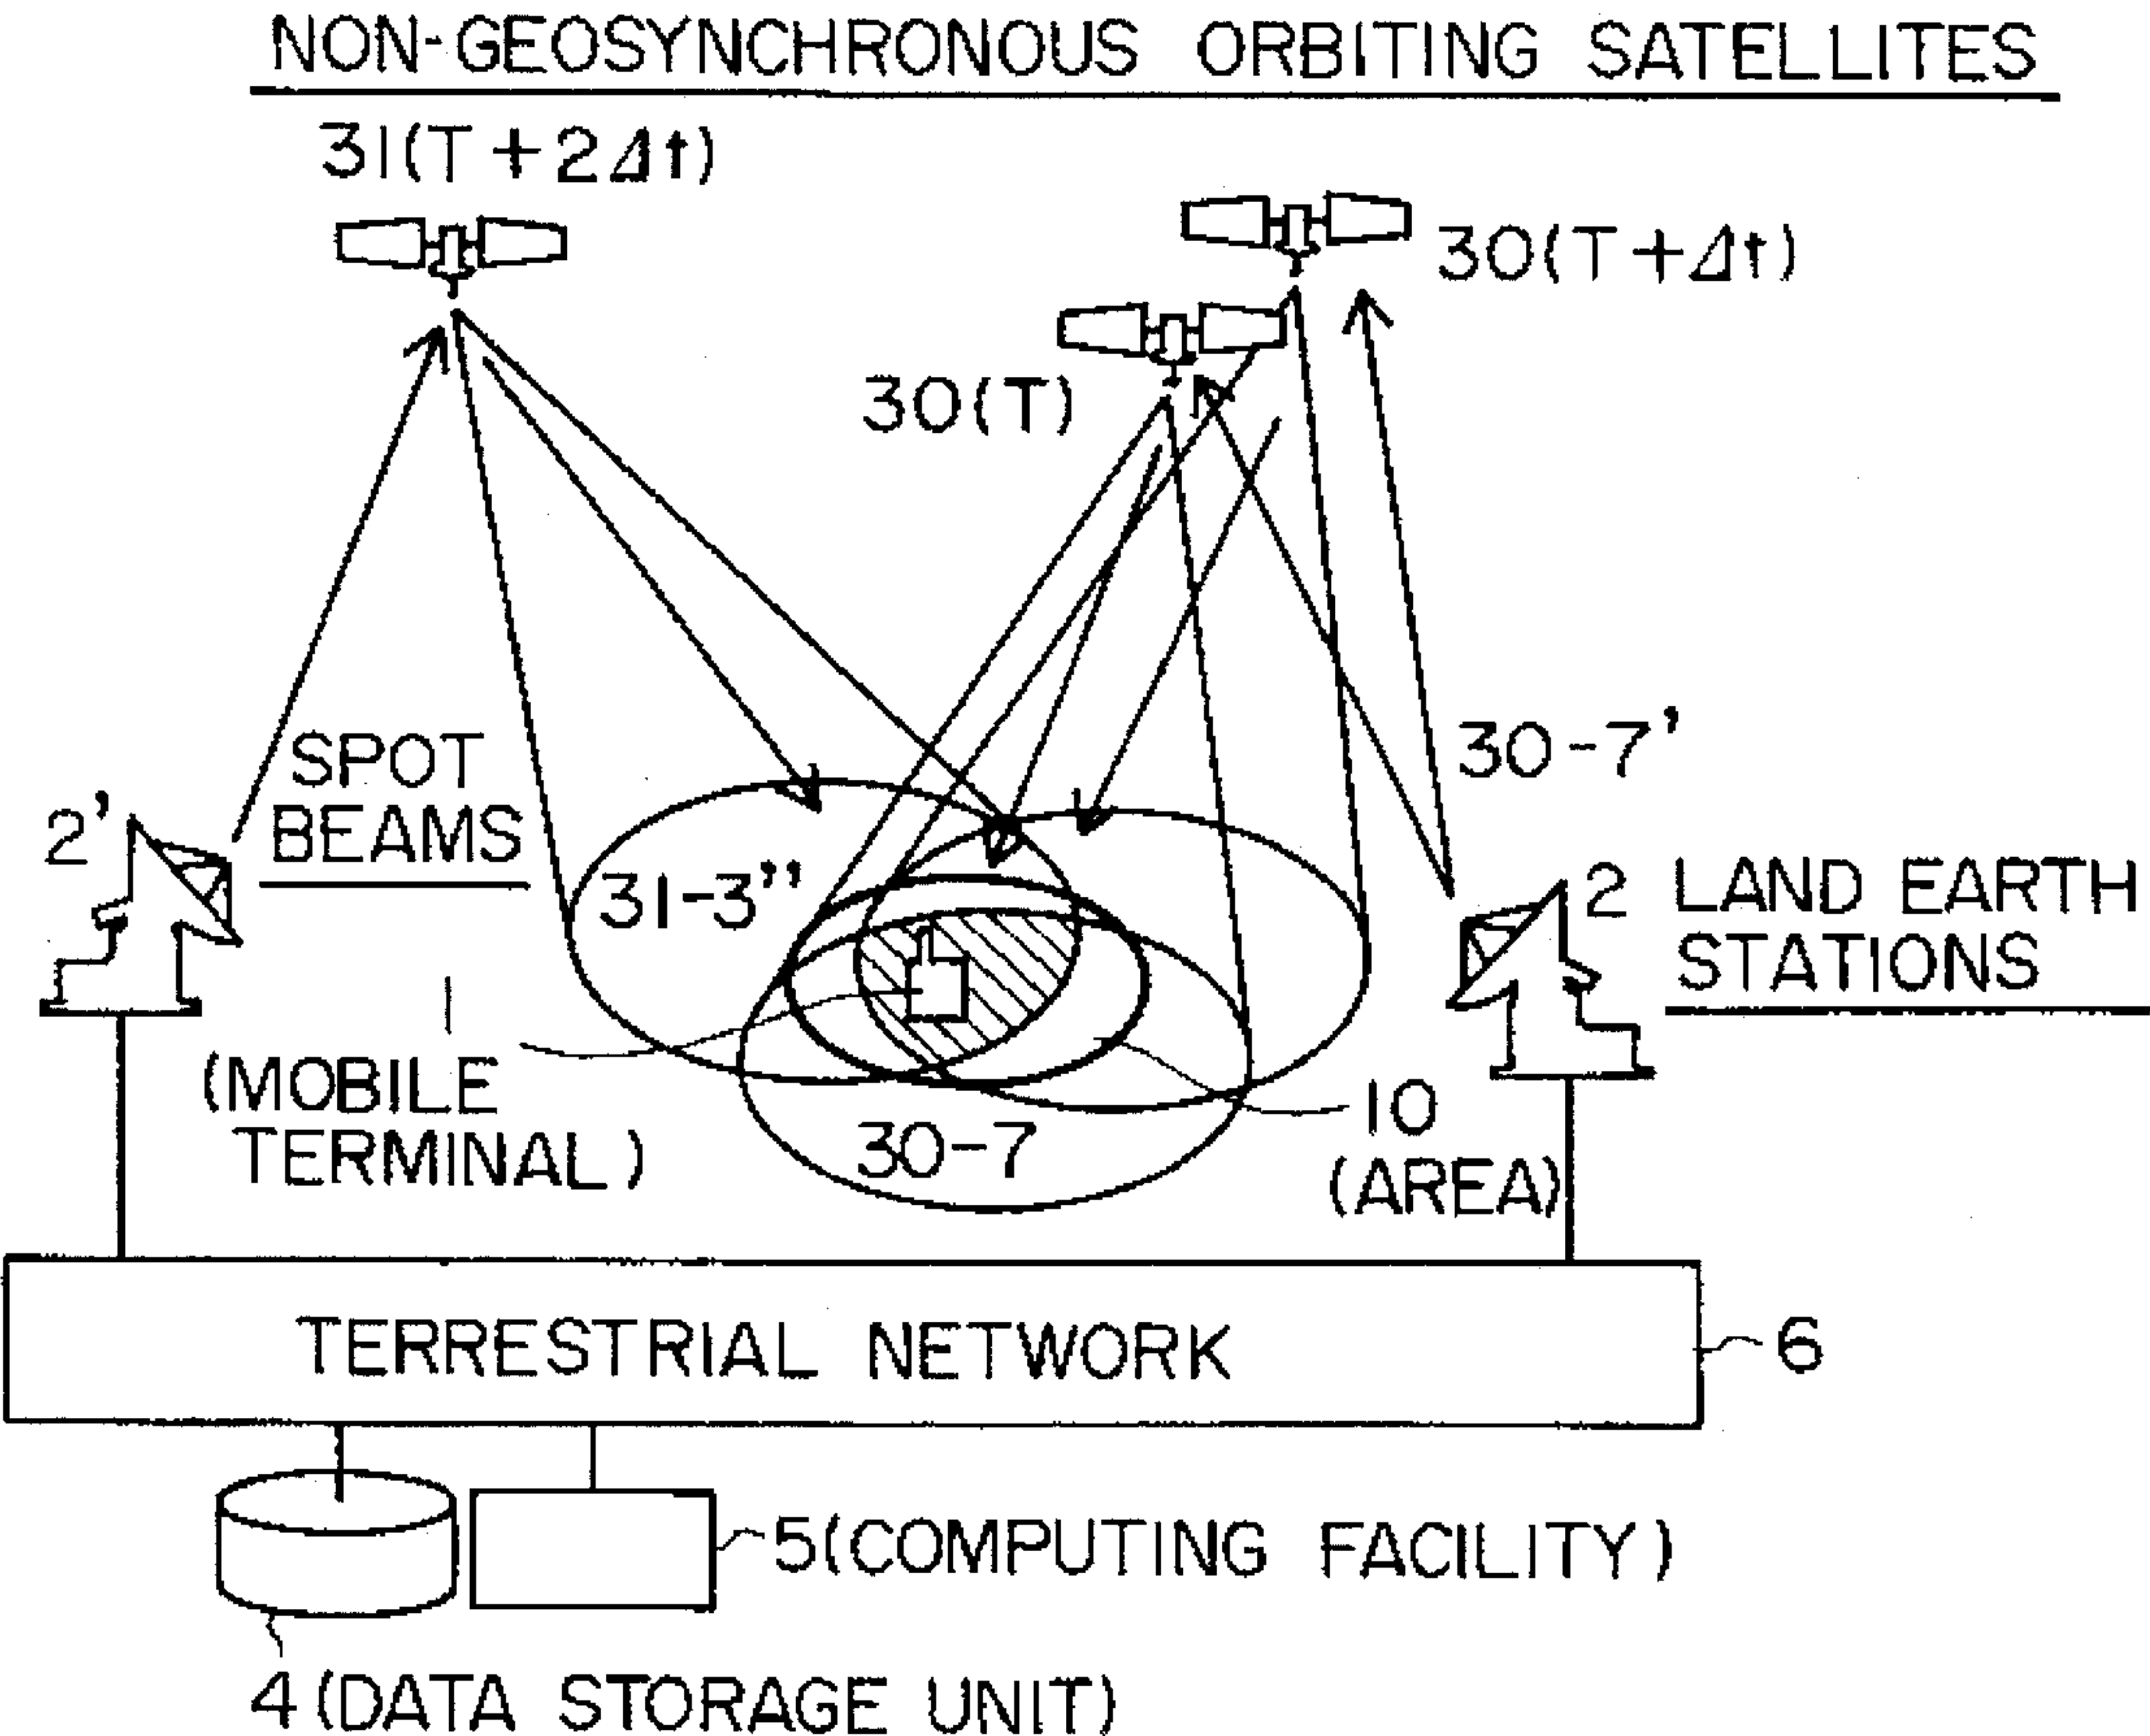 NON-GEOSYNCHRONOUS ORBITING SATELLITES
31(T+2Δt)
30(T+Δt)
30(T)
30-7'
SPOT
BEAMS
2'
31-3"
2 LAND EARTH
STATIONS
1
(MOBILE
TERMINAL)
30-7
10
(AREA)
TERRESTRIAL NETWORK
6
5(COMPUTING FACILITY)
4(DATA STORAGE UNIT)